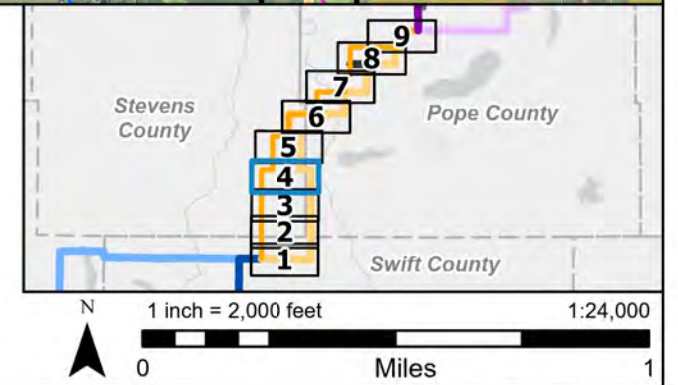 9
8
7
Stevens
County
Pope County
6
5
4
3
2
1
Swift County
N
1 inch = 2,000 feet
1:24,000
0
Miles
1